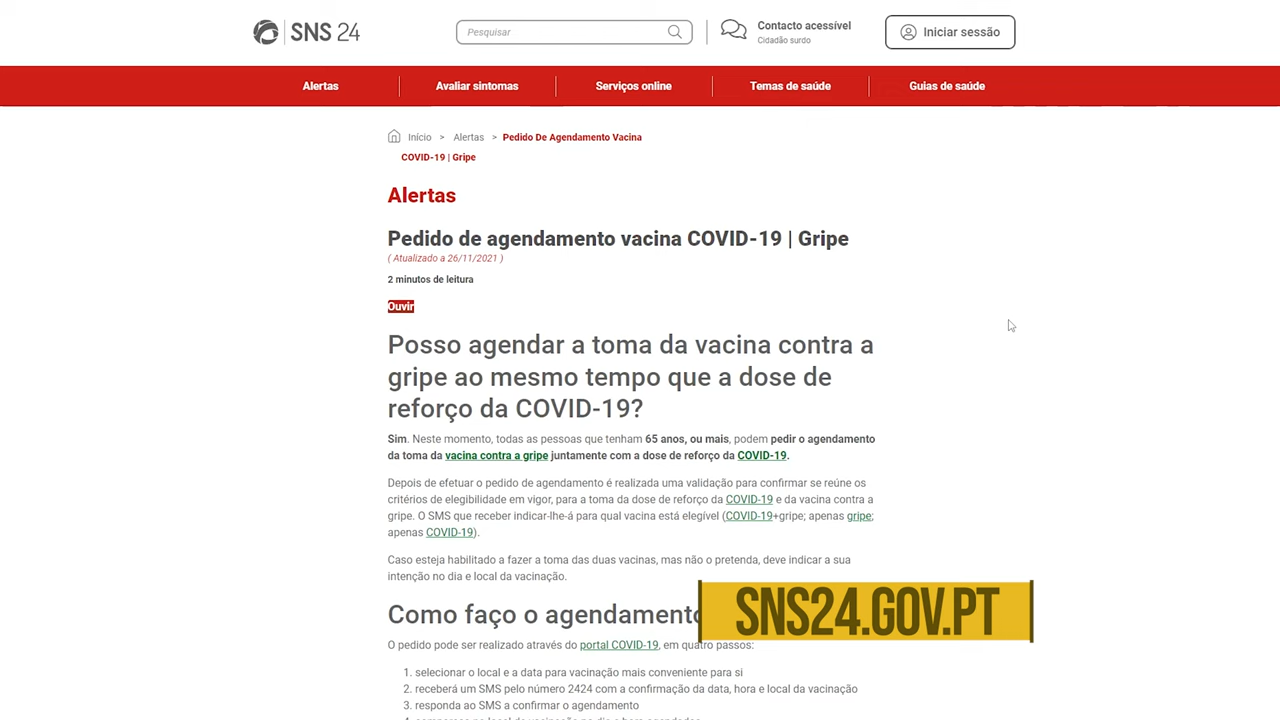 SNS 24
Pesquisar
Contacto acessível
Cidadão surdo
Iniciar sessão
Alertas
Avaliar sintomas
Serviços online
Temas de saúde
Guias de saúde
Início > Alertas > Pedido De Agendamento Vacina
COVID-19 | Gripe
Alertas
Pedido de agendamento vacina COVID-19 | Gripe
( Atualizado a 26/11/2021 )
2 minutos de leitura
Ouvir
Posso agendar a toma da vacina contra a
gripe ao mesmo tempo que a dose de
reforço da COVID-19?
Sim. Neste momento, todas as pessoas que tenham 65 anos, ou mais, podem pedir o agendamento
da toma da vacina contra a gripe juntamente com a dose de reforço da COVID-19.
Depois de efetuar o pedido de agendamento é realizada uma validação para confirmar se reúne os
critérios de elegibilidade em vigor, para a toma da dose de reforço da COVID-19 e da vacina contra a
gripe. O SMS que receber indicar-lhe-á para qual vacina está elegível (COVID-19+gripe; apenas gripe;
apenas COVID-19).
Caso esteja habilitado a fazer a toma das duas vacinas, mas não o pretenda, deve indicar a sua
intenção no dia e local da vacinação.
Como faço o agendamento
SNS24.GOV.PT
O pedido pode ser realizado através do portal COVID-19, em quatro passos:
1. selecionar o local e a data para vacinação mais conveniente para si
2. receberá um SMS pelo número 2424 com a confirmação da data, hora e local da vacinação
3. responda ao SMS a confirmar o agendamento